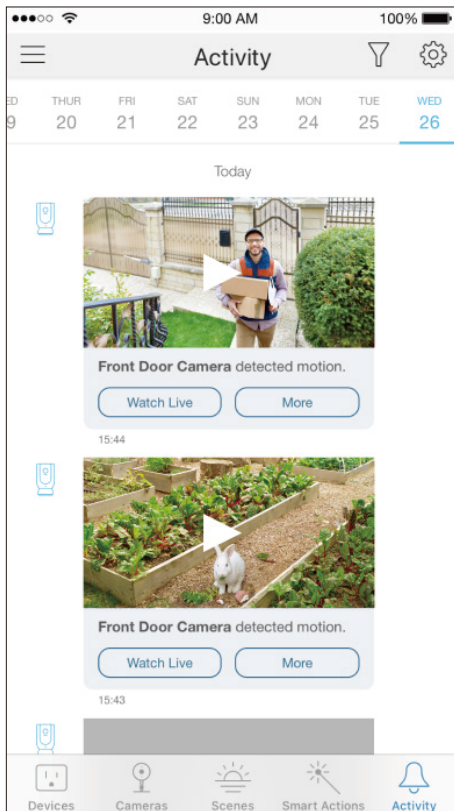 9:00 AM 100%
Activity
ED THUR FRI SAT SUN MON TUE WED
9 20 21 22 23 24 25 26
Today
Front Door Camera detected motion.
Watch Live More
15:44
Front Door Camera detected motion.
Watch Live More
15:43
Devices Cameras Scenes Smart Actions Activity